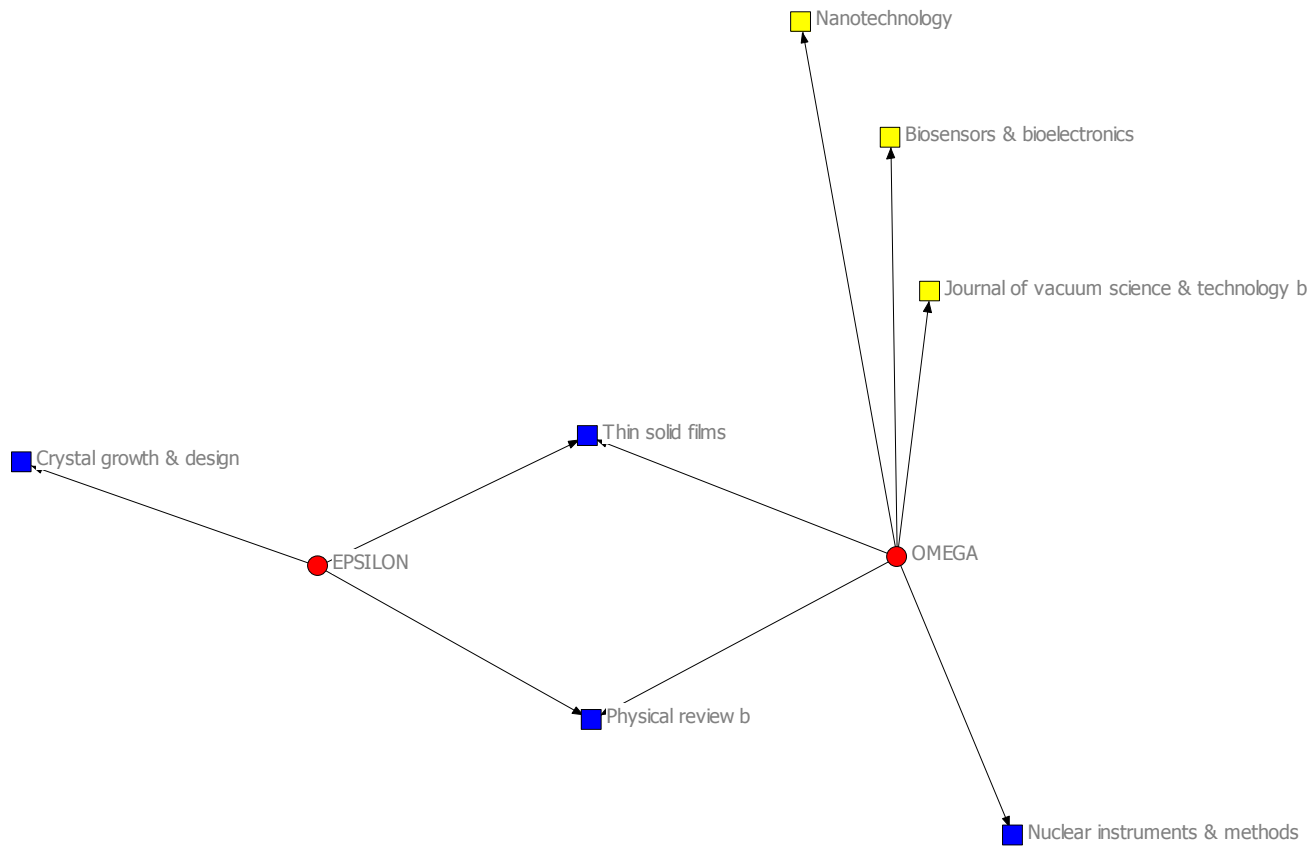 Nanotechnology
Biosensors & bioelectronics
Journal of vacuum science & technology b
Thin solid films
Crystal growth & design
OMEGA
EPSILON
Physical review b
Nuclear instruments & methods